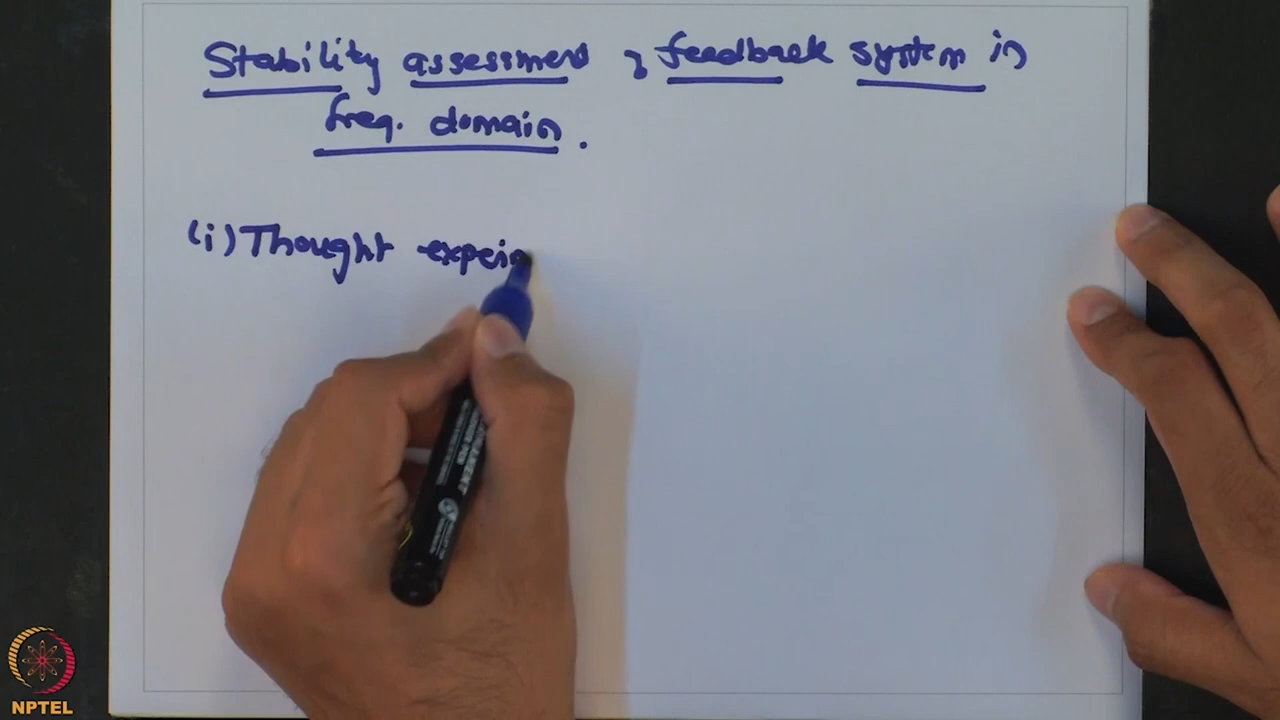 Stability assessment of feedback system in
freq. domain.
(i) Thought experi
NPTEL